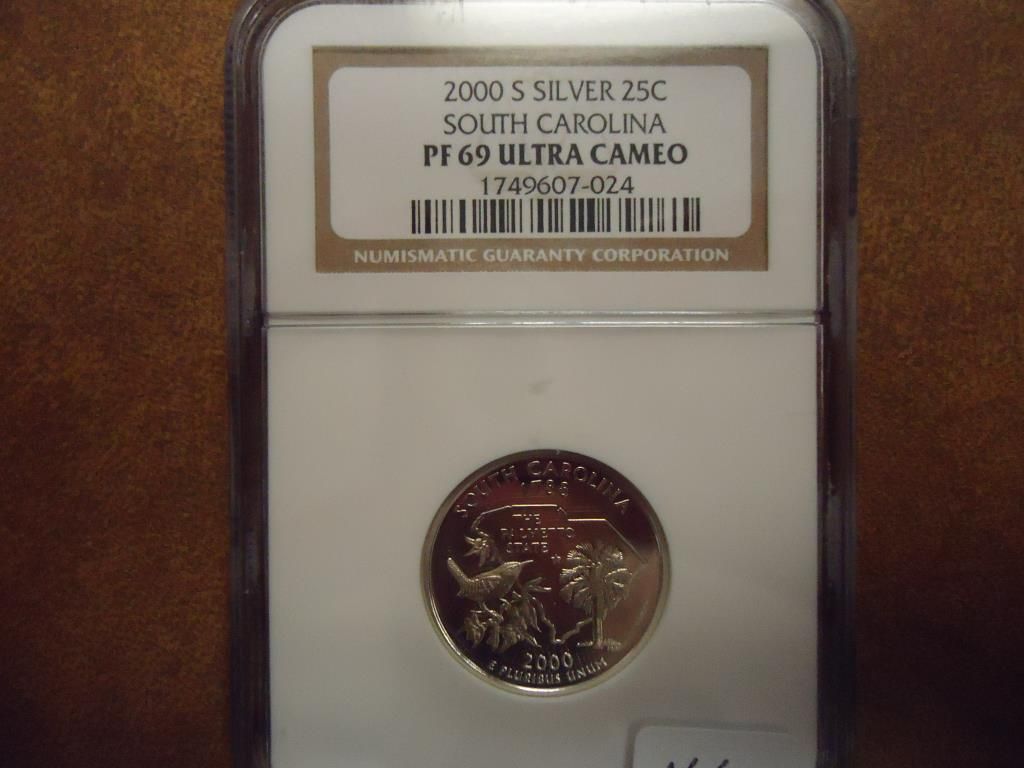 2000 S SILVER 25C
SOUTH CAROLINA
PF 69 ULTRA CAMEO
1749607-024
NUMISMATIC GUARANTY CORPORATION
SOUTH CAROLINA
1788
THE
PALMETTO
STATE
2000
E PLURIBUS UNUM